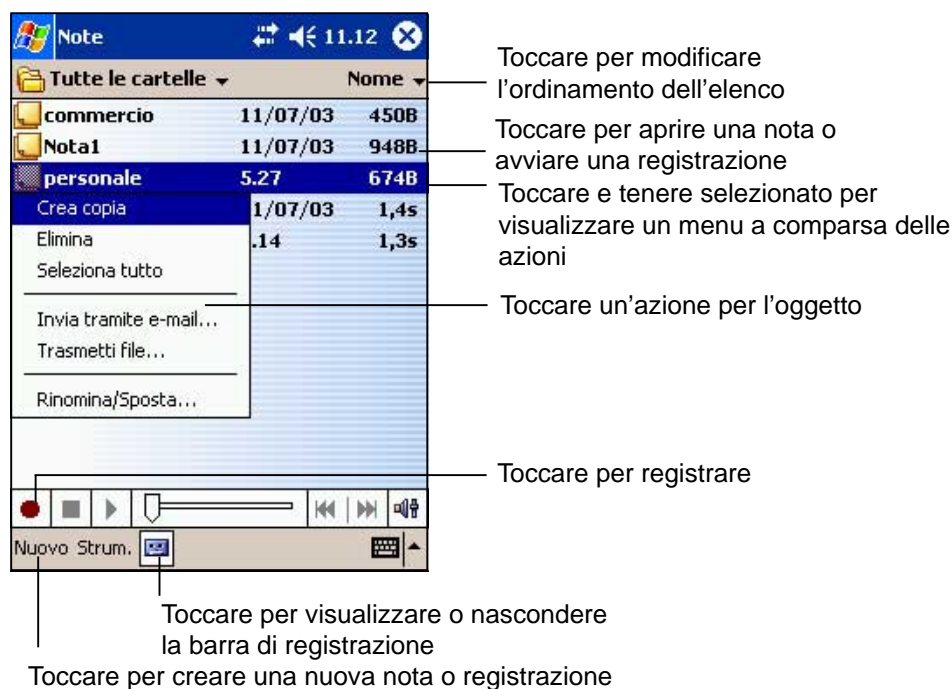 Note 11.12
Tutte le cartelle Nome
commercio 11/07/03 450B
Nota1 11/07/03 948B
personale 5.27 674B
Crea copia 1/07/03 1,4s
Elimina .14 1,3s
Seleziona tutto
Invia tramite e-mail...
Trasmetti file...
Rinomina/Sposta...
Nuovo Strum.
Toccare per modificare
l'ordinamento dell'elenco
Toccare per aprire una nota o
avviare una registrazione
Toccare e tenere selezionato per
visualizzare un menu a comparsa delle
azioni
Toccare un'azione per l'oggetto
Toccare per registrare
Toccare per visualizzare o nascondere
la barra di registrazione
Toccare per creare una nuova nota o registrazione